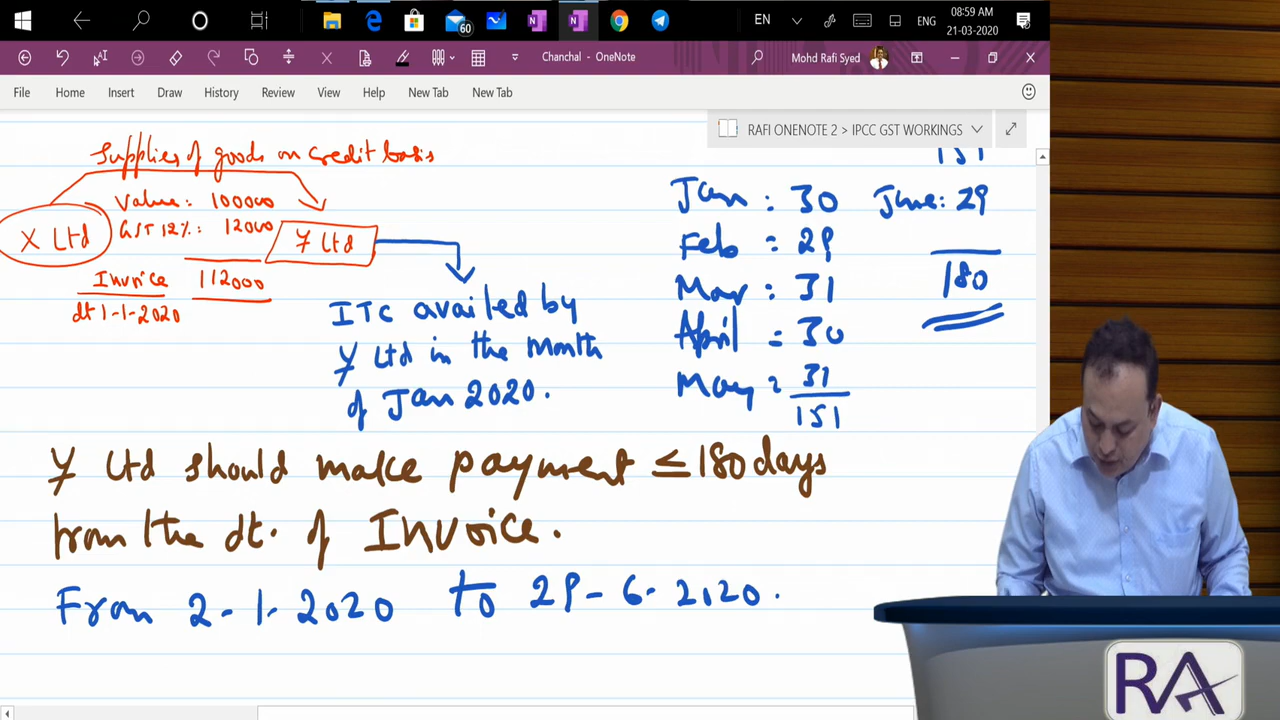 08:59 AM
EN
ENG
21-03-2020
60
Chanchal - OneNote
Mohd Rafi Syed
File Home Insert Draw History Review View Help New Tab New Tab
RAFI ONENOTE 2 > IPCC GST WORKINGS
Supplies of goods on credit basis
Value: 100000
GST 12%: 12000
X Ltd
Y Ltd
Invoice 112000
dt 1-1-2020
ITC availed by
Y Ltd in the month
of Jan 2020.
151
Jan : 30
June: 29
Feb = 29
180
Mar : 31
April = 30
May = 31
151
Y Ltd should make payment ≤180 days
from the dt. of Invoice.
From 2-1-2020 to 29-6-2020.
RA